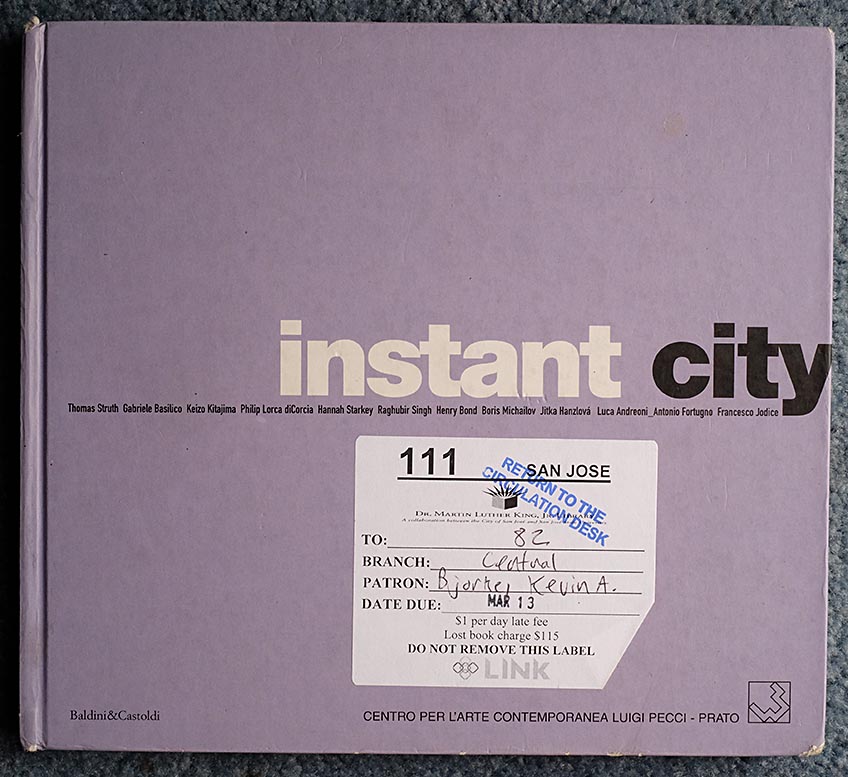 instant city
Thomas Struth Gabriele Basilico Keizo Kitajima Philip Lorca diCorcia Hannah Starkey Raghubir Singh Henry Bond Boris Michailov Jitka Hanzlová Luca Andreoni_Antonio Fortugno Francesco Jodice
111 SAN JOSE
RETURN TO THE
CIRCULATION DESK
DR. MARTIN LUTHER KING, JR. LIBRARY
A collaboration between the City of San José and San José
TO: 82
BRANCH: Central
PATRON: Bjorke, Kevin A.
DATE DUE: MAR 13
$1 per day late fee
Lost book charge $115
DO NOT REMOVE THIS LABEL
LINK
Baldini&Castoldi
CENTRO PER L'ARTE CONTEMPORANEA LUIGI PECCI - PRATO